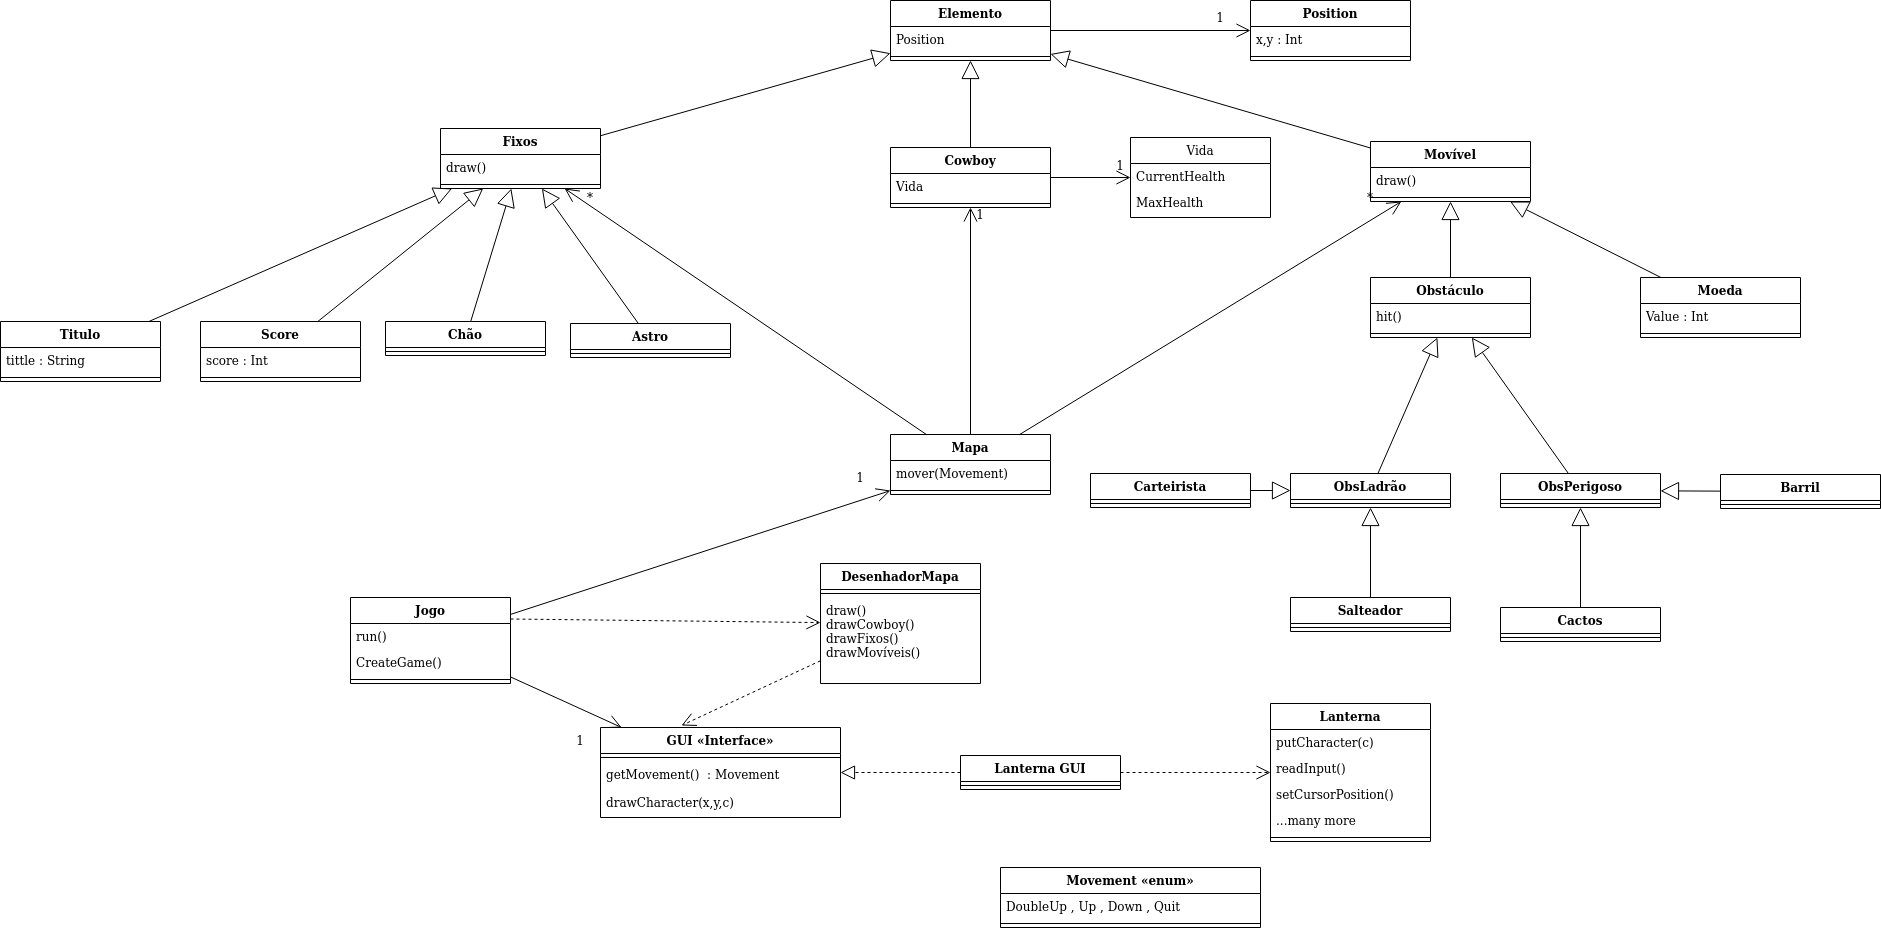 Elemento
Position
1
Position
x,y : Int
Fixos
draw()
*
Cowboy
Vida
1
1
Vida
CurrentHealth
MaxHealth
Movível
draw()
*
Titulo
tittle : String
Score
score : Int
Chão
Astro
Obstáculo
hit()
Moeda
Value : Int
Mapa
mover(Movement)
1
Carteirista
ObsLadrão
ObsPerigoso
Barril
Salteador
Cactos
Jogo
run()
CreateGame()
DesenhadorMapa
draw()
drawCowboy()
drawFixos()
drawMovíveis()
1
GUI «Interface»
getMovement() : Movement
drawCharacter(x,y,c)
Lanterna GUI
Lanterna
putCharacter(c)
readInput()
setCursorPosition()
...many more
Movement «enum»
DoubleUp , Up , Down , Quit